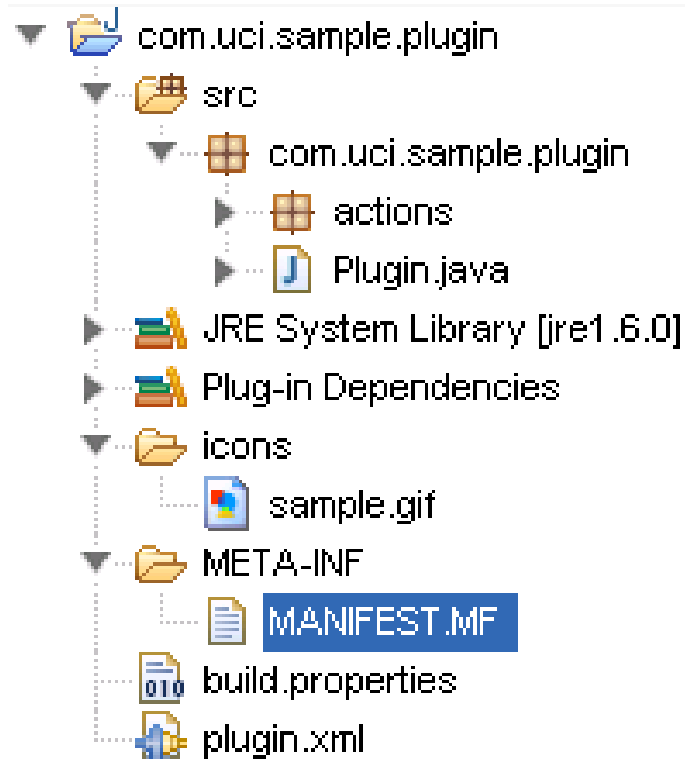 com.uci.sample.plugin
src
com.uci.sample.plugin
actions
Plugin.java
JRE System Library [jre1.6.0]
Plug-in Dependencies
icons
sample.gif
META-INF
MANIFEST.MF
010 build.properties
plugin.xml